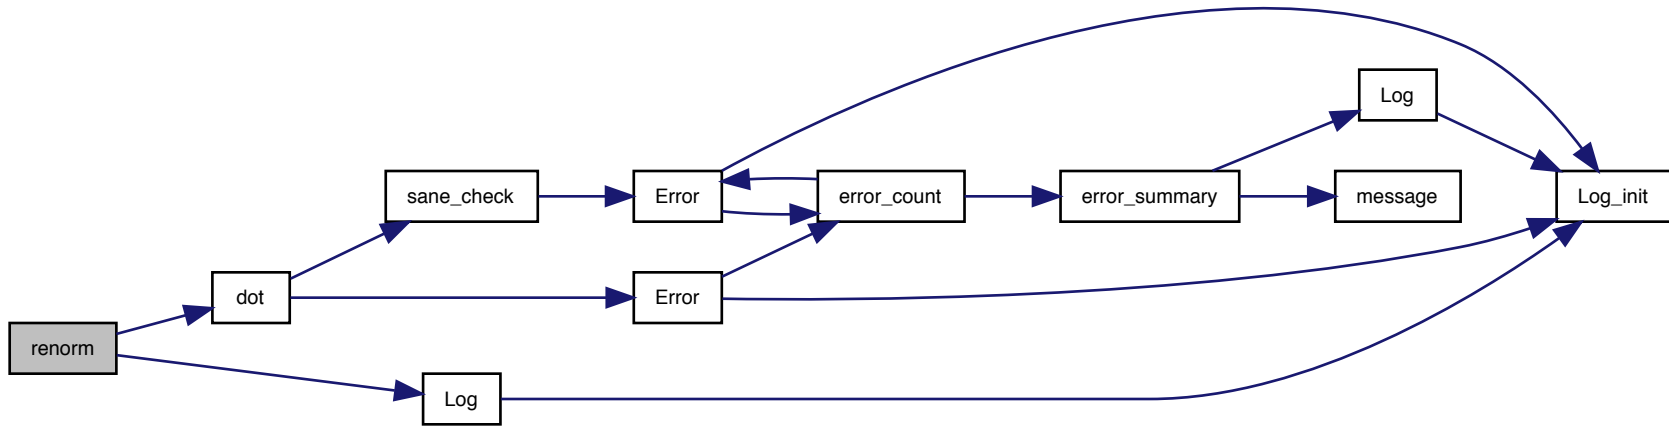 Log
sane_check
Error
error_count
error_summary
message
Log_init
dot
Error
renorm
Log